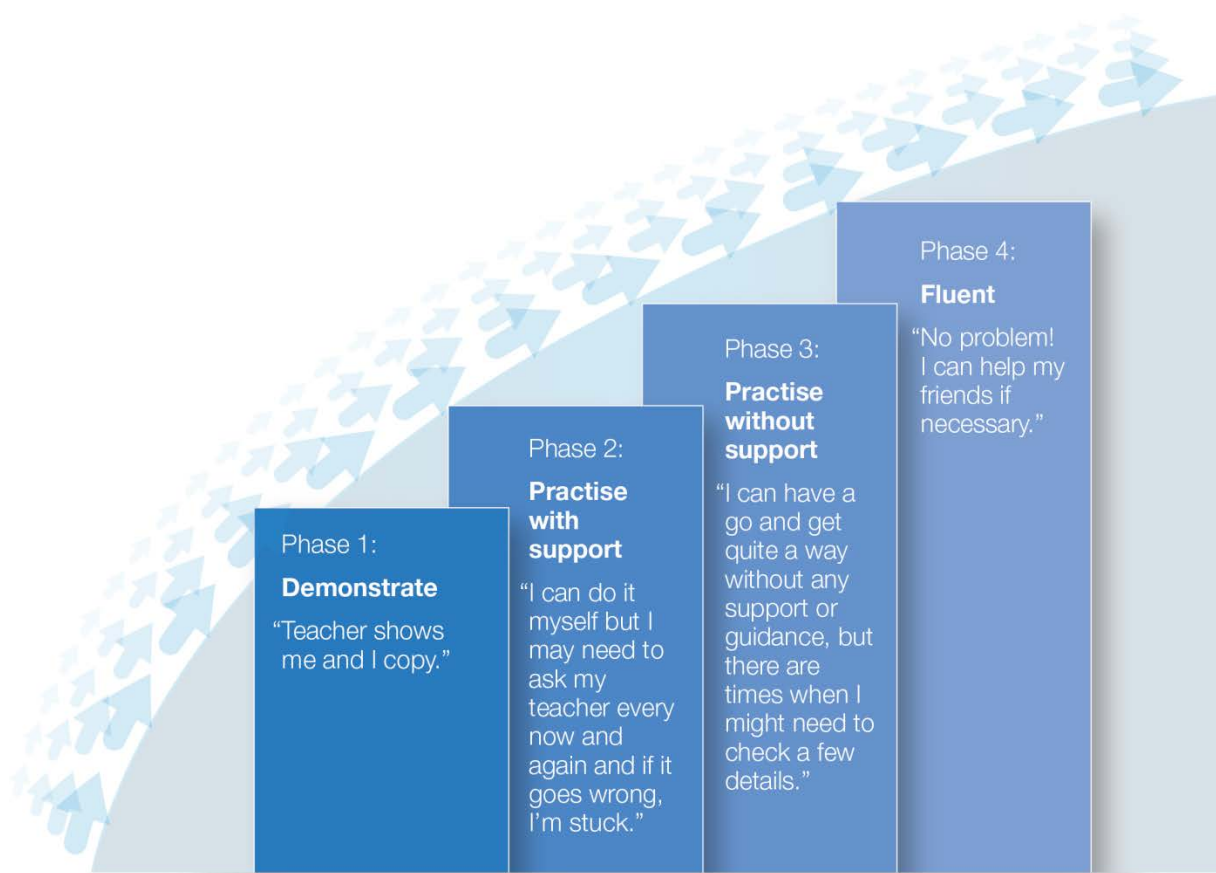 Phase 1:
Demonstrate
“Teacher shows
me and I copy.”
Phase 2:
Practise
with
support
“I can do it
myself but I
may need to
ask my
teacher every
now and
again and if it
goes wrong,
I’m stuck.”
Phase 3:
Practise
without
support
“I can have a
go and get
quite a way
without any
support or
guidance, but
there are
times when I
might need to
check a few
details.”
Phase 4:
Fluent
“No problem!
I can help my
friends if
necessary.”